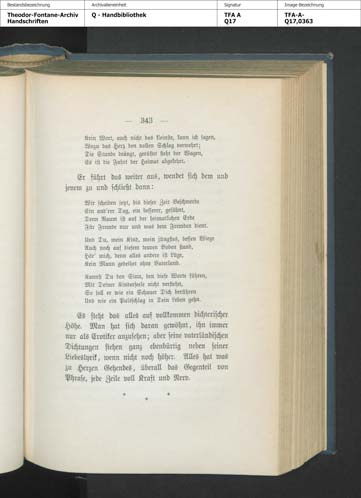 Bestandsbezeichnung
Theodor-Fontane-Archiv
Handschriften
Archivalieneinheit
Q - Handbibliothek
Signatur
TFA A
Q17
Image Bezeichnung
TFA-A-
Q17,0363
— 343 —
Kein Wort, auch nicht das kann ich sagen,
Wozu das Herz den vollen Schlag verwehrt;
Die Stunde drängt, gerüstet steht der Wagen,
Es ist die Fahrt der Heimat abgekehrt.
Er führt das weiter aus, wendet sich dem und
jenem zu und schließt dann:
Wir scheiden jetzt, bis dieser Zeit Beschwerde
Ein and'rer Tag, ein besserer, gesühnt,
Denn Raum ist auf der heimatlichen Erde
Für Fremde nur und was dem Fremden dient.
Und Du, mein Kind, mein jüngstes, dessen Wiege
Auch noch auf diesem teuren Boden stand,
Hör' mich, denn alles andere ist Lüge,
Kein Mann gedeihet ohne Vaterland.
Kannst Du den Sinn, den diese Worte führen,
Mit Deiner Kinderseele nicht verstehn,
So soll er wie ein Schauer Dich berühren
Und wie ein Pulsschlag in Dein Leben gehn.
Es steht das alles auf vollkommen dichterischer
Höhe. Man hat sich daran gewöhnt, ihn immer
nur als Erotiker anzusehen; aber seine vaterländischen
Dichtungen stehen ganz ebenbürtig neben seiner
Liebeslyrik, wenn nicht noch höher. Alles hat was
zu Herzen Gehendes, überall das Gegenteil von
Phrase, jede Zeile voll Kraft und Nerv.
* * *